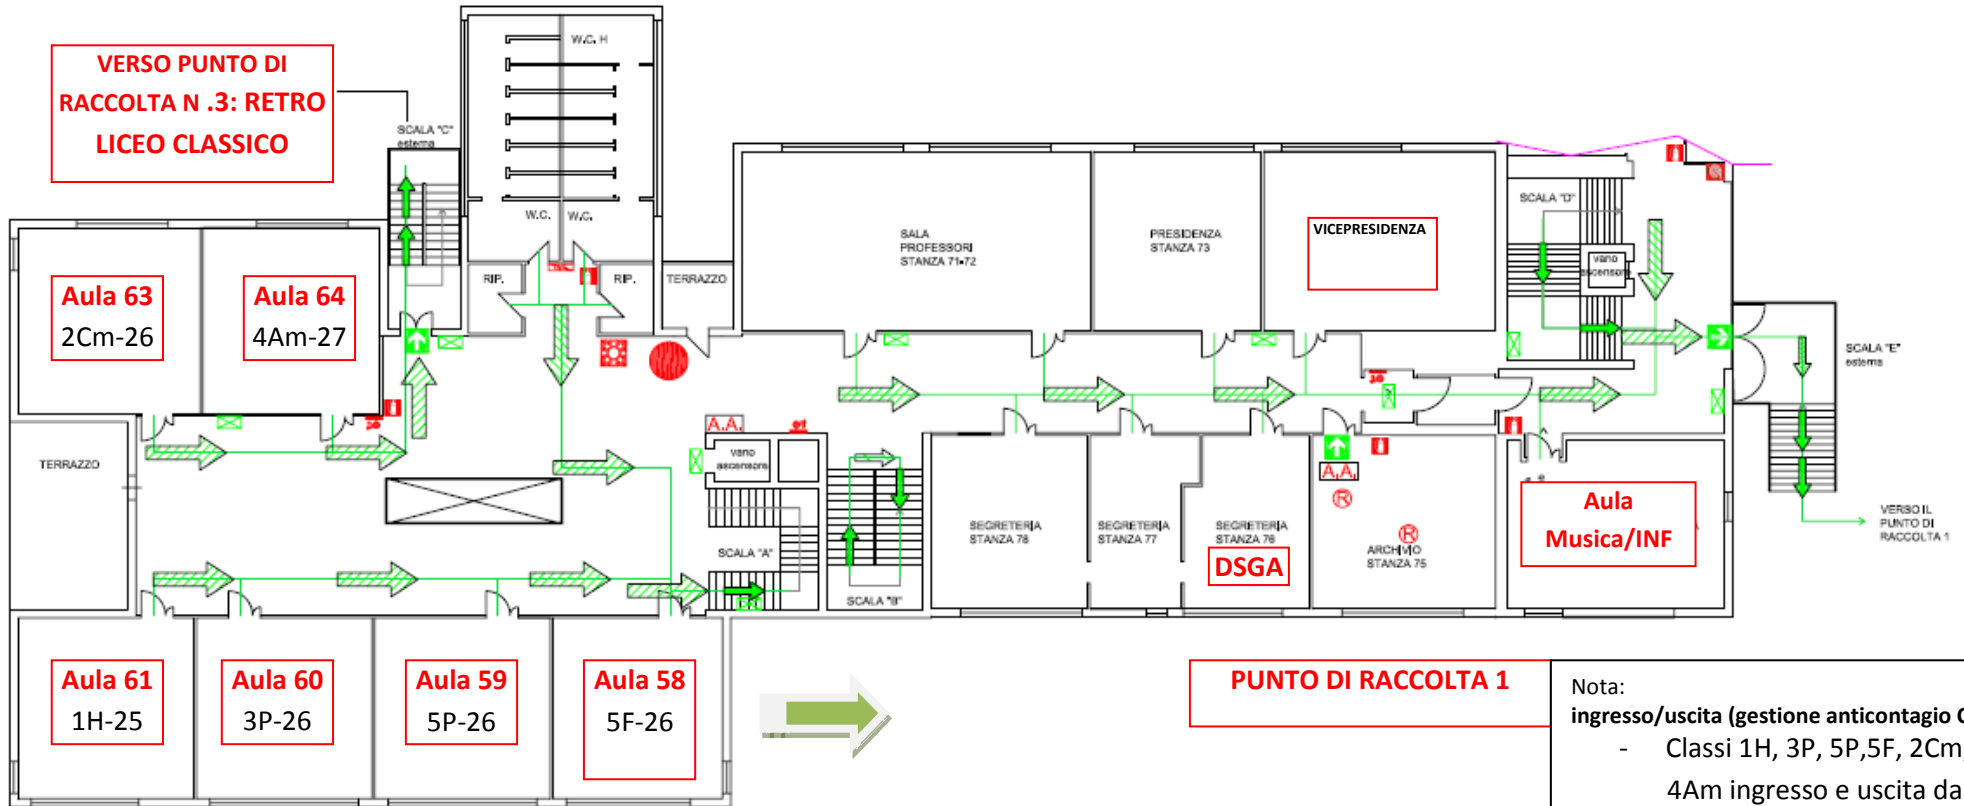 VERSO PUNTO DI
RACCOLTA N .3: RETRO
LICEO CLASSICO
SCALA "C"
esterna
W.C. H
W.C.
W.C.
RIP.
RIP.
TERRAZZO
SALA
PROFESSORI
STANZA 71-72
PRESIDENZA
STANZA 73
VICEPRESIDENZA
SCALA "D"
vano
ascensore
SCALA "E"
esterna
VERSO IL
PUNTO DI
RACCOLTA 1
Aula 63
2Cm-26
Aula 64
4Am-27
TERRAZZO
A.A.
vano
ascensore
SCALA "A"
SCALA "B"
SEGRETERIA
STANZA 78
SEGRETERIA
STANZA 77
SEGRETERIA
STANZA 76
DSGA
A.A.
R
R
ARCHIVIO
STANZA 75
Aula
Musica/INF
Aula 61
1H-25
Aula 60
3P-26
Aula 59
5P-26
Aula 58
5F-26
PUNTO DI RACCOLTA 1
Nota:
ingresso/uscita (gestione anticontagio
- Classi 1H, 3P, 5P,5F, 2Cm,
4Am ingresso e uscita da